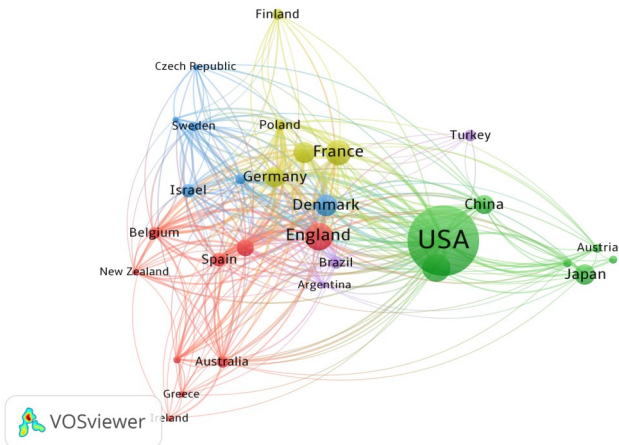 Finland
Czech Republic
Sweden
Poland
Turkey
France
Germany
Israel
Denmark
China
Belgium
England
USA
Spain
Brazil
Austria
New Zealand
Japan
Argentina
Australia
Greece
Ireland
VOSviewer